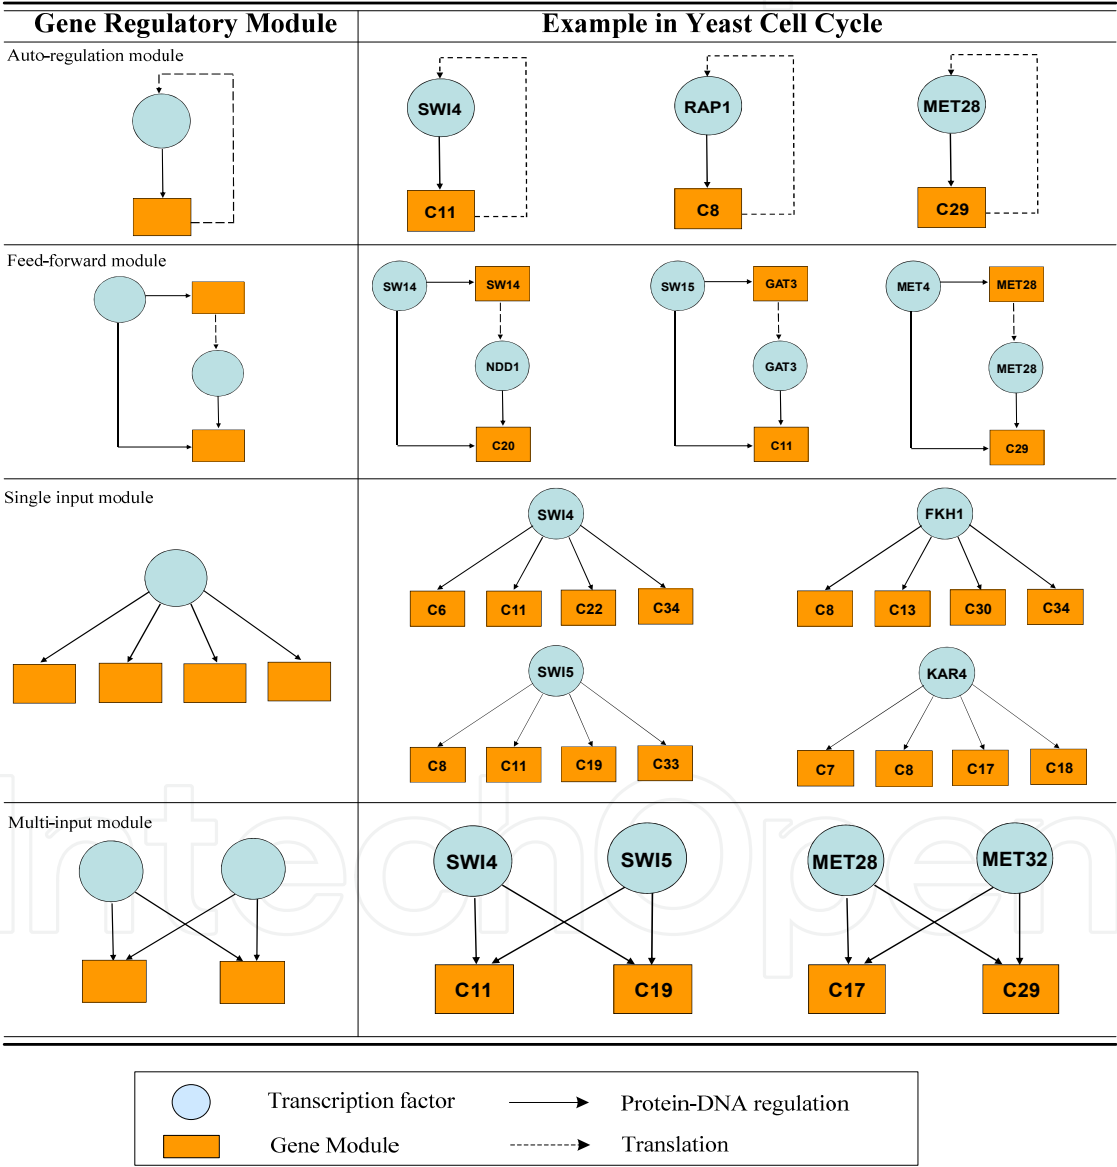 Gene Regulatory Module Example in Yeast Cell Cycle
Auto-regulation module
SWI4 RAP1 MET28
C11 C8 C29
Feed-forward module
SW14 SW14 SW15 GAT3 MET4 MET28
NDD1 GAT3 MET28
C20 C11 C29
Single input module
SWI4 FKH1
C6 C11 C22 C34 C8 C13 C30 C34
SWI5 KAR4
C8 C11 C19 C33 C7 C8 C17 C18
Multi-input module
SWI4 SWI5 MET28 MET32
C11 C19 C17 C29
IntechOpen
Transcription factor Protein-DNA regulation
Gene Module Translation